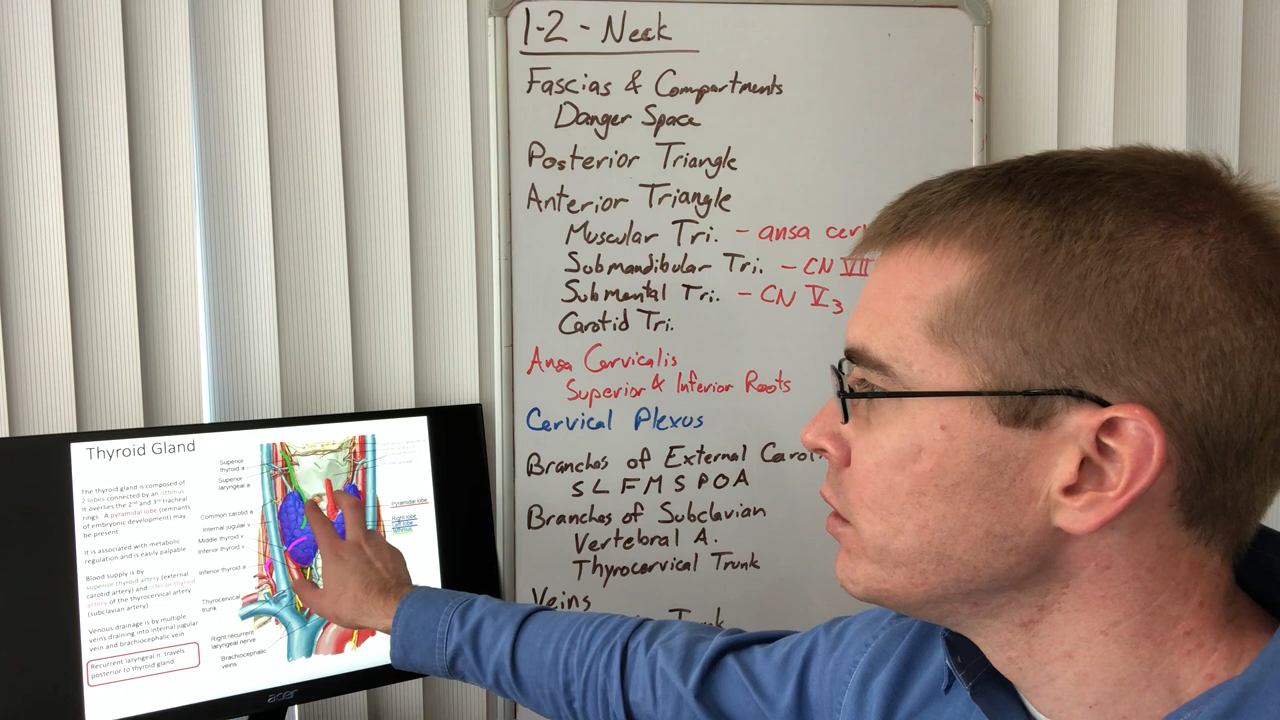 1-2 - Neck
Fascias & Compartments
Danger Space
Posterior Triangle
Anterior Triangle
Muscular Tri. - ansa cer
Submandibular Tri. - CN VII
Submental Tri. - CN V3
Carotid Tri.
Ansa Cervicalis
Superior & Inferior Roots
Cervical Plexus
Branches of External Caro
S L F M S P O A
Branches of Subclavian
Vertebral A.
Thyrocervical Trunk
Veins
Trunk
Thyroid Gland
The thyroid gland is composed of
2 lobes connected by an isthmus
It overlies the 2nd and 3rd tracheal
rings. A pyramidal lobe (remnants
of embryonic development) may
be present.
It is associated with metabolic
regulation and is easily palpable
Blood supply is by
superior thyroid artery (external
carotid artery) and inferior thyroid
artery of the thyrocervical artery
(subclavian artery)
Venous drainage is by multiple
veins draining into internal jugular
vein and brachiocephalic vein
Recurrent laryngeal n. travels
posterior to thyroid gland.
Superior
thyroid a
Superior
laryngeal a
Common carotid a
Internal jugular v
Middle thyroid v
Inferior thyroid v
Inferior thyroid a
Thyrocervical
trunk
Right recurrent
laryngeal nerve
Brachiocephalic
veins
Pyramidal lobe
Right lobe
Left lobe
Isthmus
acer